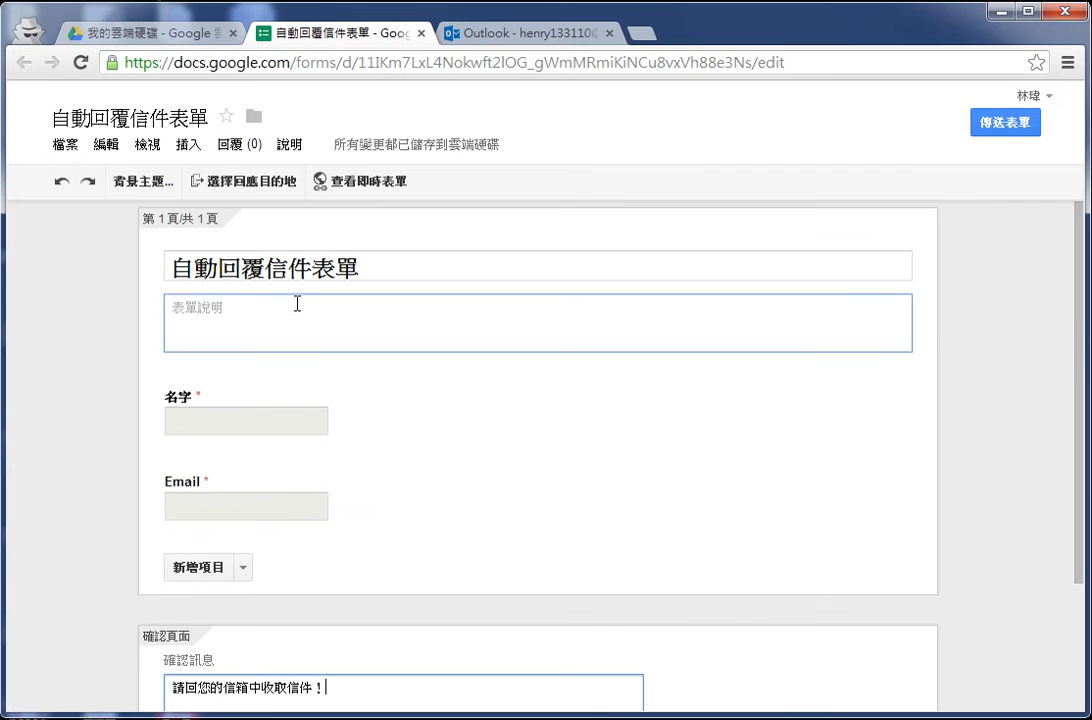 我的雲端硬碟 - Google 雲
自動回覆信件表單 - Goog
Outlook - henry133110@
https://docs.google.com/forms/d/11IKm7LxL4Nokwft2lOG_gWmMRmiKiNCu8vxVh88e3Ns/edit
自動回覆信件表單
林瑋
傳送表單
檔案 編輯 檢視 插入 回覆 (0) 說明 所有變更都已儲存到雲端硬碟
背景主題... 選擇回應目的地 查看即時表單
第 1 頁/共 1 頁
自動回覆信件表單
表單說明
名字 *
Email *
新增項目
確認頁面
確認訊息
請回您的信箱中收取信件！